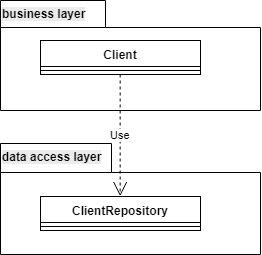 business layer
Client
Use
data access layer
ClientRepository